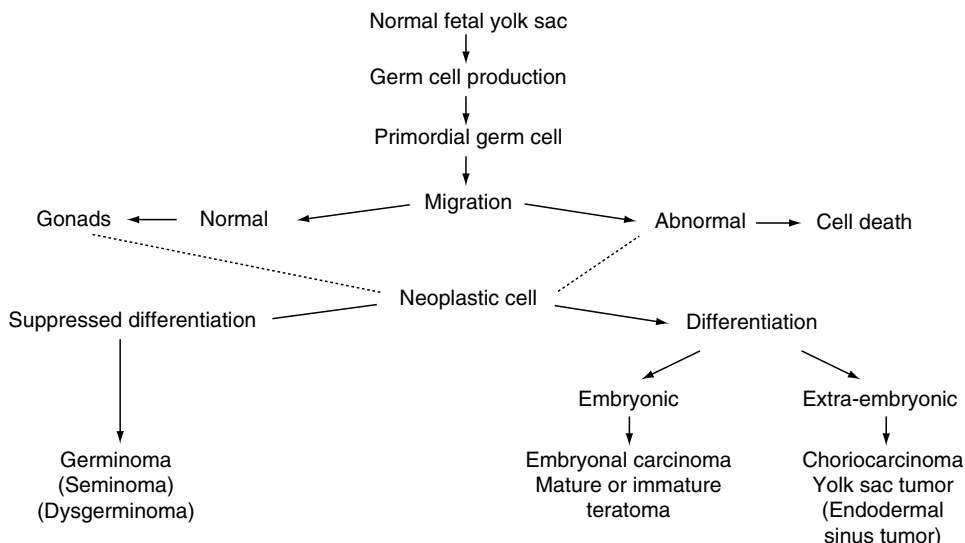 Normal fetal yolk sac
Germ cell production
Primordial germ cell
Migration
Gonads
Normal
Abnormal
Cell death
Neoplastic cell
Suppressed differentiation
Differentiation
Embryonic
Extra-embryonic
Germinoma
(Seminoma)
(Dysgerminoma)
Embryonal carcinoma
Mature or immature
teratoma
Choriocarcinoma
Yolk sac tumor
(Endodermal
sinus tumor)